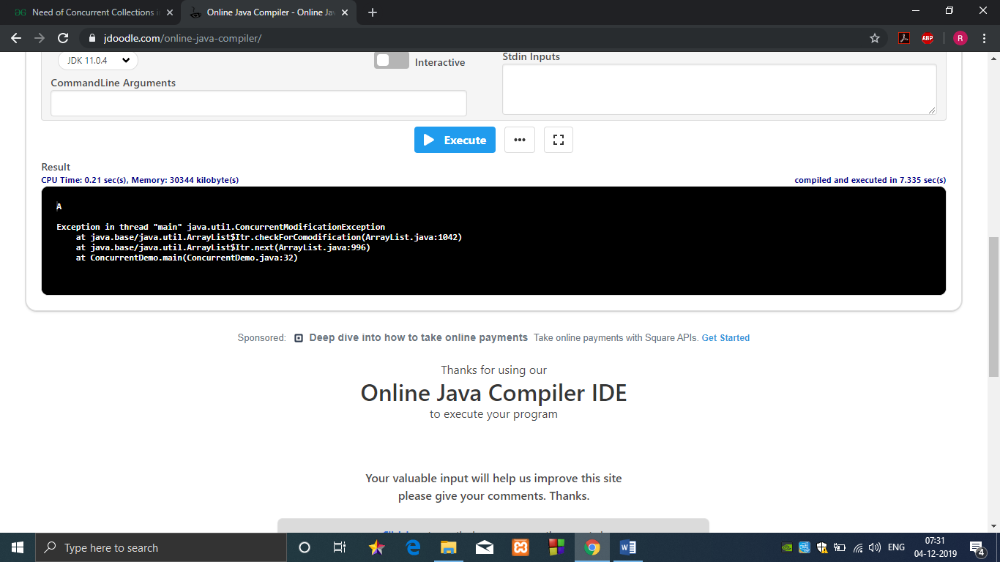 Need of Concurrent Collections i
Online Java Compiler - Online Ja
jdoodle.com/online-java-compiler/
ABP
R
JDK 11.0.4
Interactive
Stdin Inputs
CommandLine Arguments
Execute
Result
CPU Time: 0.21 sec(s), Memory: 30344 kilobyte(s)
compiled and executed in 7.335 sec(s)
A
Exception in thread "main" java.util.ConcurrentModificationException
at java.base/java.util.ArrayList$Itr.checkForComodification(ArrayList.java:1042)
at java.base/java.util.ArrayList$Itr.next(ArrayList.java:996)
at ConcurrentDemo.main(ConcurrentDemo.java:32)
Sponsored: Deep dive into how to take online payments Take online payments with Square APIs. Get Started
Thanks for using our
Online Java Compiler IDE
to execute your program
Your valuable input will help us improve this site
please give your comments. Thanks.
Type here to search
ENG
07:31
04-12-2019
4